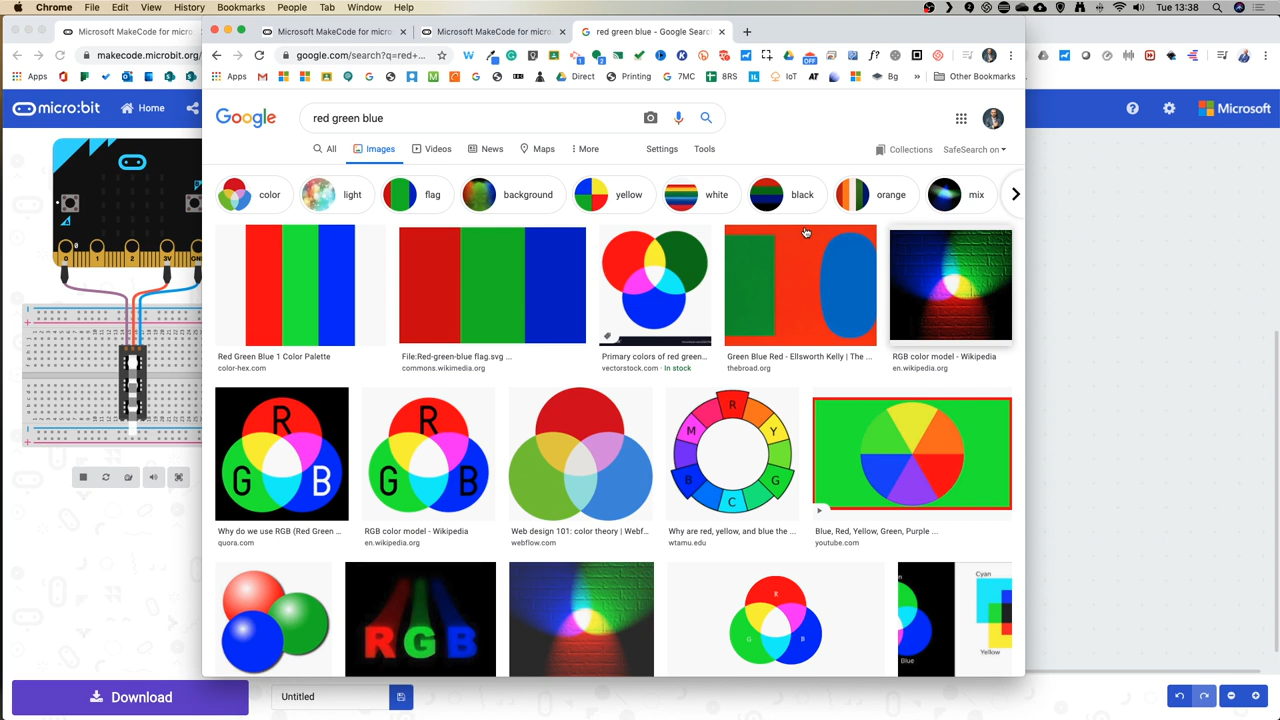 Chrome File Edit View History Bookmarks People Tab Window Help
Tue 13:38
Microsoft MakeCode for micr
Microsoft MakeCode for micro:
Microsoft MakeCode for micro:b
red green blue - Google Searc
makecode.microbit.org/
google.com/search?q=red+...
Apps
Apps
Direct
Printing
7MC
8RS
IoT
Bg
Other Bookmarks
micro:bit
Home
Microsoft
Google
red green blue
All
Images
Videos
News
Maps
More
Settings
Tools
Collections
SafeSearch on
color
light
flag
background
yellow
white
black
orange
mix
0 1 2 3V GND
Red Green Blue 1 Color Palette
color-hex.com
File:Red-green-blue flag.svg ...
commons.wikimedia.org
Primary colors of red green...
vectorstock.com · In stock
Green Blue Red - Ellsworth Kelly | The ...
thebroad.org
RGB color model - Wikipedia
en.wikipedia.org
R
G B
R
G B
R
M Y
B G
C
Why do we use RGB (Red Green ...
quora.com
RGB color model - Wikipedia
en.wikipedia.org
Web design 101: color theory | Webf...
webflow.com
Why are red, yellow, and blue the ...
wtamu.edu
Blue, Red, Yellow, Green, Purple ...
youtube.com
RGB
R
G B
Blue
Cyan
Yellow
Download
Untitled